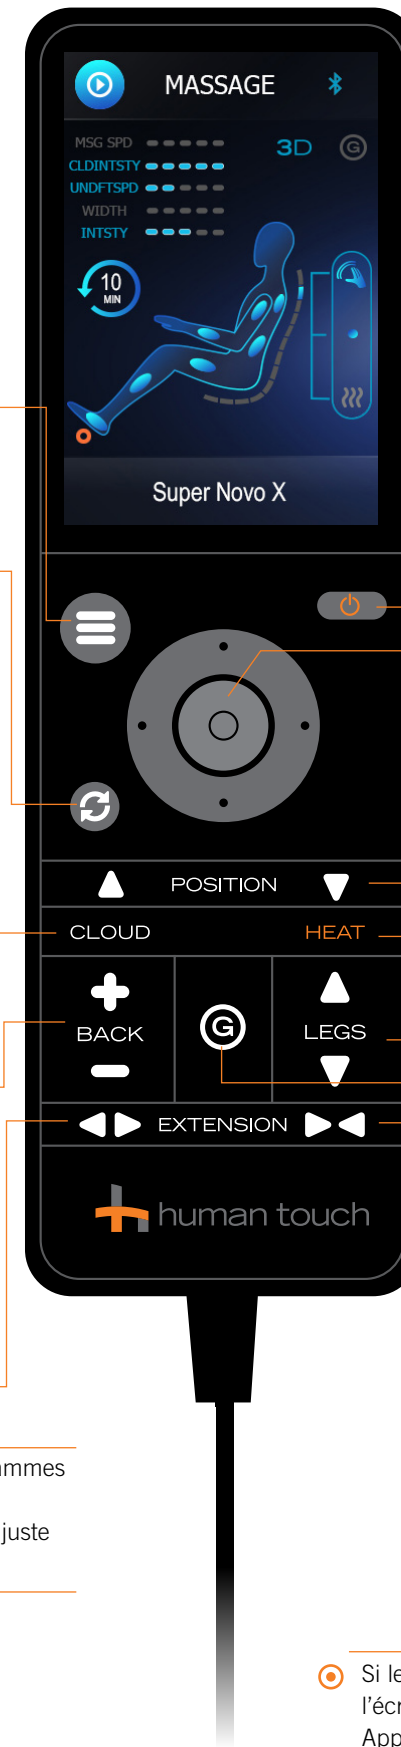 MASSAGE
MSG SPD
3D
G
CLDINTSTY
UNDFTSPD
WIDTH
INTSTY
10
MIN
Super Novo X
POSITION
CLOUD
HEAT
BACK
G
LEGS
EXTENSION
human touch
ammes
juste
Si le
l'écr
App